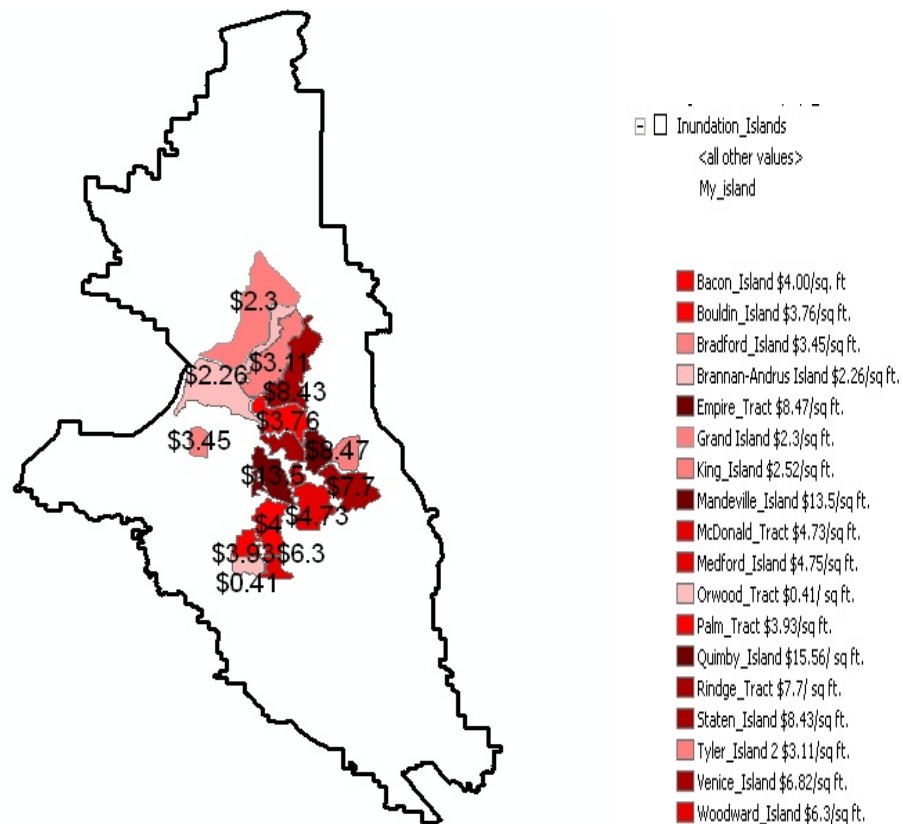 Inundation_Islands
<all other values>
My_island
$2.3
$3.11
$2.26
$8.43
$3.76
$3.45
$8.47
$13.5
$7.7
$4.73
$4
$3.93
$6.3
$0.41
Bacon_Island $4.00/sq. ft
Bouldin_Island $3.76/sq ft.
Bradford_Island $3.45/sq ft.
Brannan-Andrus Island $2.26/sq ft.
Empire_Tract $8.47/sq ft.
Grand Island $2.3/sq ft.
King_Island $2.52/sq ft.
Mandeville_Island $13.5/sq ft.
McDonald_Tract $4.73/sq ft.
Medford_Island $4.75/sq ft.
Orwood_Tract $0.41/ sq ft.
Palm_Tract $3.93/sq ft.
Quimby_Island $15.56/ sq ft.
Rindge_Tract $7.7/ sq ft.
Staten_Island $8.43/sq ft.
Tyler_Island 2 $3.11/sq ft.
Venice_Island $6.82/sq ft.
Woodward_Island $6.3/sq ft.